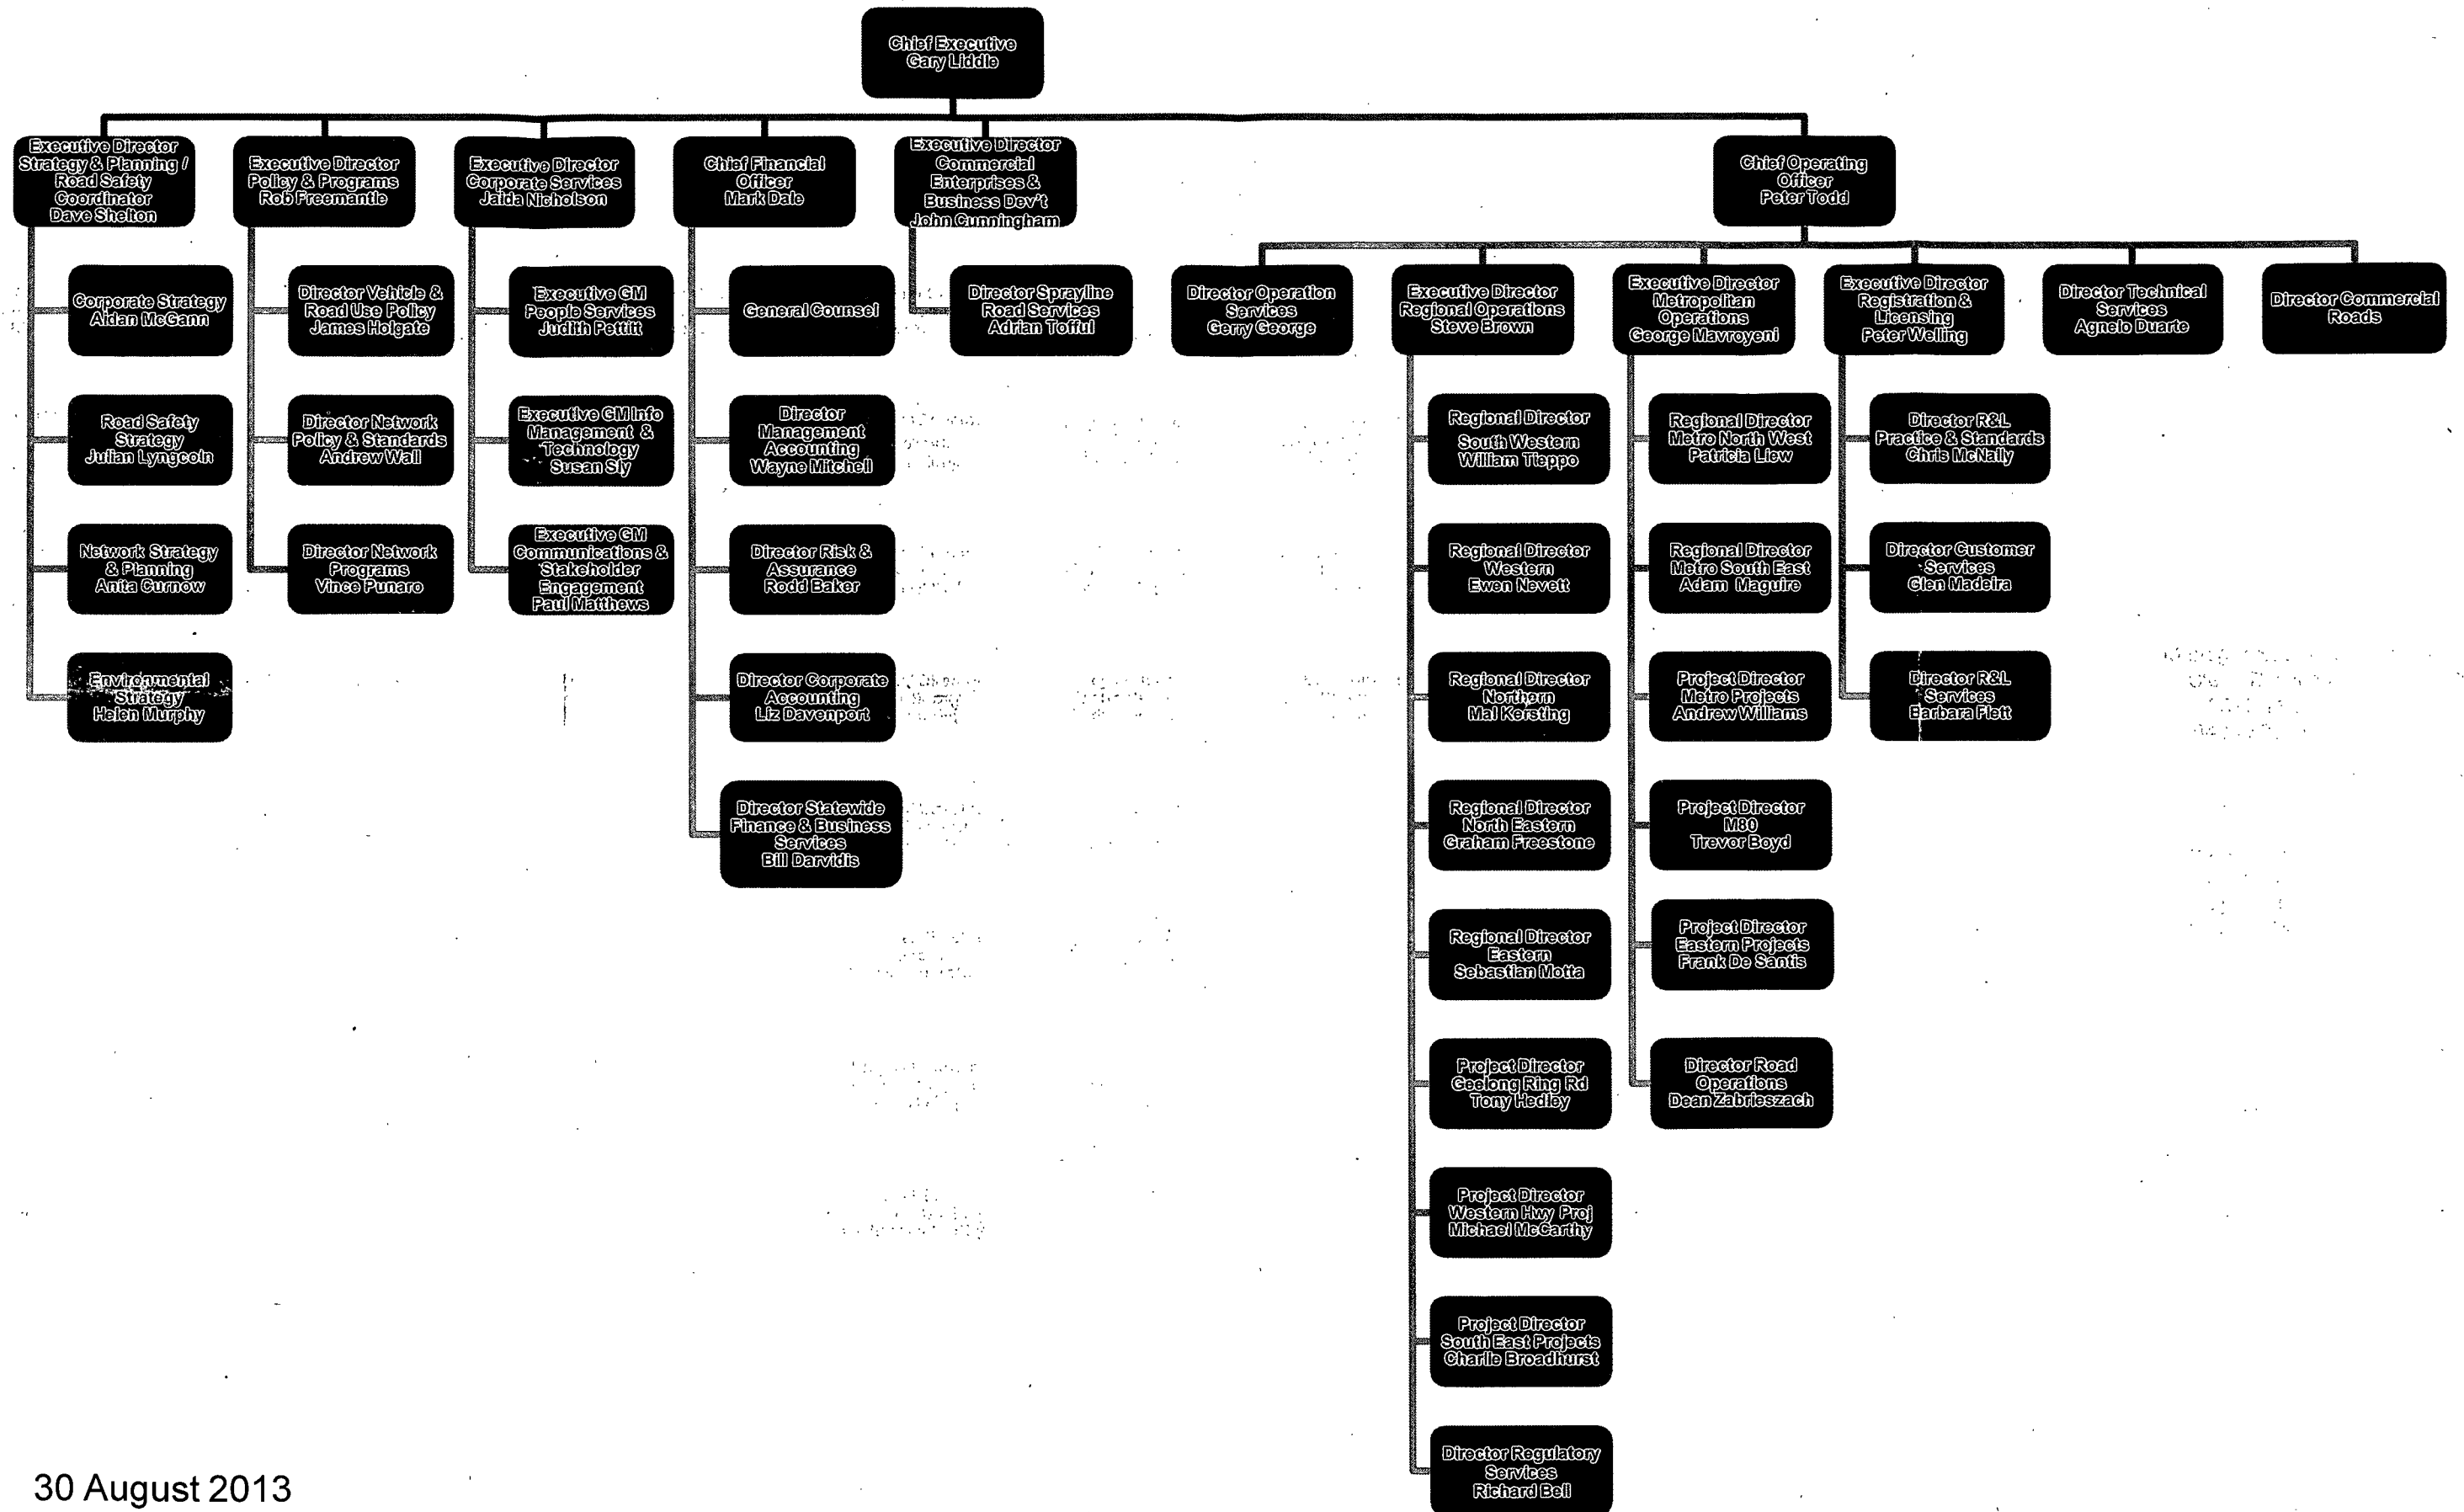 Chief Executive
Gary Liddle
Executive Director
Strategy & Planning /
Road Safety
Coordinator
Dave Shelton
Executive Director
Policy & Programs
Rob Freemantle
Executive Director
Corporate Services
Jalda Nicholson
Chief Financial
Officer
Mark Dale
Executive Director
Commercial
Enterprises &
Business Dev't
John Cunningham
Chief Operating
Officer
Peter Todd
Corporate Strategy
Aidan McGann
Road Safety
Strategy
Julian Lyngcoln
Network Strategy
& Planning
Anita Curnow
Environmental
Strategy
Helen Murphy
Director Vehicle &
Road Use Policy
James Holgate
Director Network
Policy & Standards
Andrew Wall
Director Network
Programs
Vince Punaro
Executive GM
People Services
Judith Pettitt
Executive GM Info
Management &
Technology
Susan Sly
Executive GM
Communications &
Stakeholder
Engagement
Paul Matthews
General Counsel
Director
Management
Accounting
Wayne Mitchell
Director Risk &
Assurance
Rodd Baker
Director Corporate
Accounting
Liz Davenport
Director Statewide
Finance & Business
Services
Bill Darvidis
Director Sprayline
Road Services
Adrian Tofful
Director Operation
Services
Gerry George
Executive Director
Regional Operations
Steve Brown
Regional Director
South Western
William Tieppo
Regional Director
Western
Ewen Nevett
Regional Director
Northern
Mal Kersting
Regional Director
North Eastern
Graham Freestone
Regional Director
Eastern
Sebastian Motta
Project Director
Geelong Ring Rd
Tony Hedley
Project Director
Western Hwy Proj
Michael McCarthy
Project Director
South East Projects
Charlie Broadhurst
Director Regulatory
Services
Richard Bell
Executive Director
Metropolitan
Operations
George Mavroyeni
Regional Director
Metro North West
Patricia Liew
Regional Director
Metro South East
Adam Maguire
Project Director
Metro Projects
Andrew Williams
Project Director
M80
Trevor Boyd
Project Director
Eastern Projects
Frank De Santis
Director Road
Operations
Dean Zabrieszach
Executive Director
Registration &
Licensing
Peter Welling
Director R&L
Practice & Standards
Chris McNally
Director Customer
Services
Glen Madeira
Director R&L
Services
Barbara Flett
Director Technical
Services
Agnelo Duarte
Director Commercial
Roads
30 August 2013